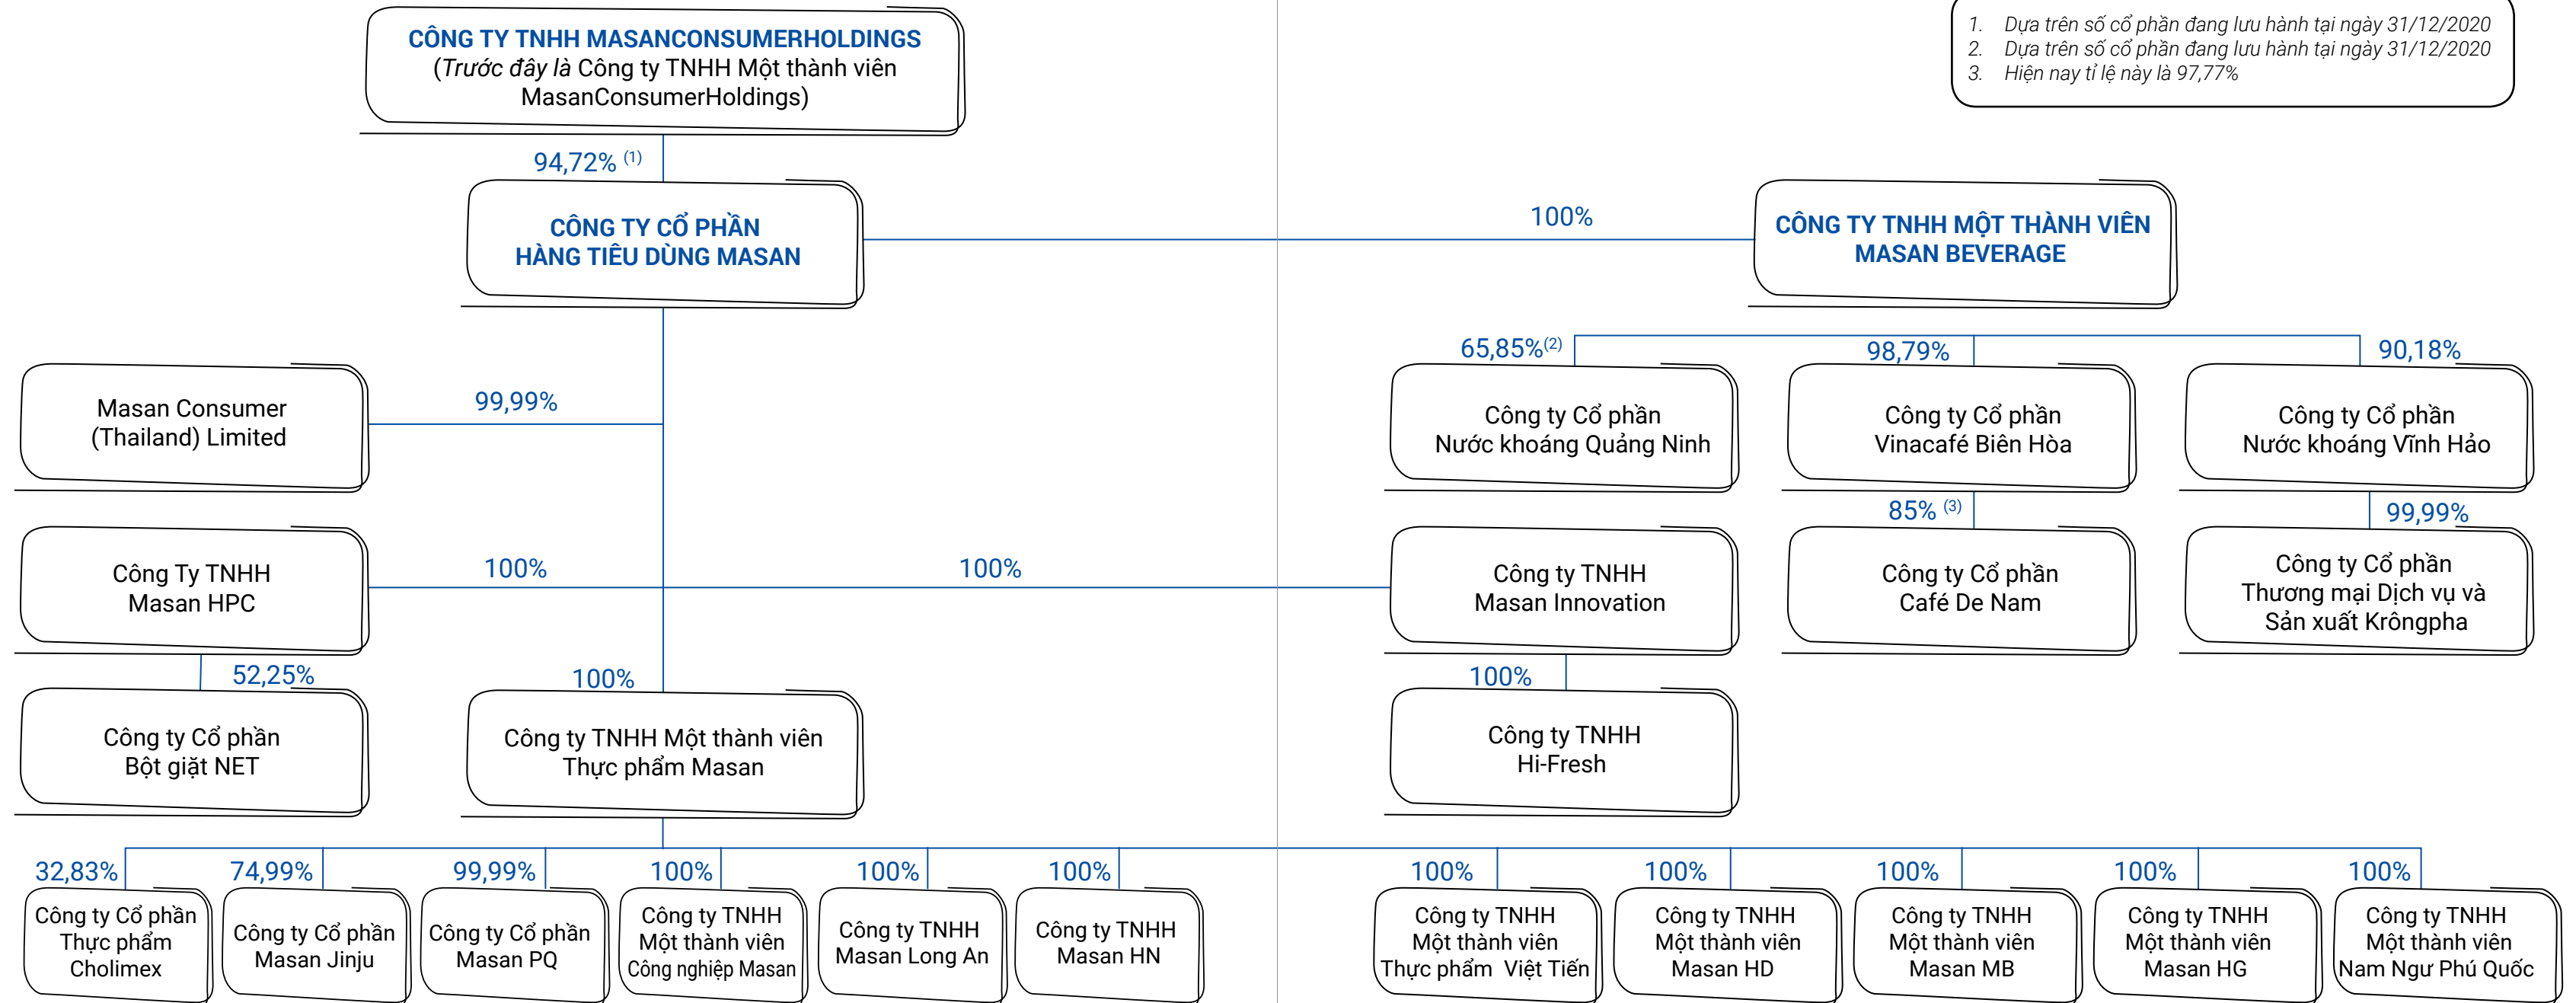 CÔNG TY TNHH MASANCONSUMERHOLDINGS
(Trước đây là Công ty TNHH Một thành viên
MasanConsumerHoldings)
1. Dựa trên số cổ phần đang lưu hành tại ngày 31/12/2020
2. Dựa trên số cổ phần đang lưu hành tại ngày 31/12/2020
3. Hiện nay tỉ lệ này là 97,77%
94,72% (1)
CÔNG TY CỔ PHẦN
HÀNG TIÊU DÙNG MASAN
100%
CÔNG TY TNHH MỘT THÀNH VIÊN
MASAN BEVERAGE
65,85%(2)
98,79%
90,18%
Masan Consumer
(Thailand) Limited
99,99%
Công ty Cổ phần
Nước khoáng Quảng Ninh
Công ty Cổ phần
Vinacafé Biên Hòa
Công ty Cổ phần
Nước khoáng Vĩnh Hảo
85% (3)
99,99%
Công Ty TNHH
Masan HPC
100%
100%
Công ty TNHH
Masan Innovation
Công ty Cổ phần
Café De Nam
Công ty Cổ phần
Thương mại Dịch vụ và
Sản xuất Krôngpha
52,25%
100%
100%
Công ty Cổ phần
Bột giặt NET
Công ty TNHH Một thành viên
Thực phẩm Masan
Công ty TNHH
Hi-Fresh
32,83%
74,99%
99,99%
100%
100%
100%
100%
100%
100%
100%
100%
Công ty Cổ phần
Thực phẩm
Cholimex
Công ty Cổ phần
Masan Jinju
Công ty Cổ phần
Masan PQ
Công ty TNHH
Một thành viên
Công nghiệp Masan
Công ty TNHH
Masan Long An
Công ty TNHH
Masan HN
Công ty TNHH
Một thành viên
Thực phẩm Việt Tiến
Công ty TNHH
Một thành viên
Masan HD
Công ty TNHH
Một thành viên
Masan MB
Công ty TNHH
Một thành viên
Masan HG
Công ty TNHH
Một thành viên
Nam Ngư Phú Quốc